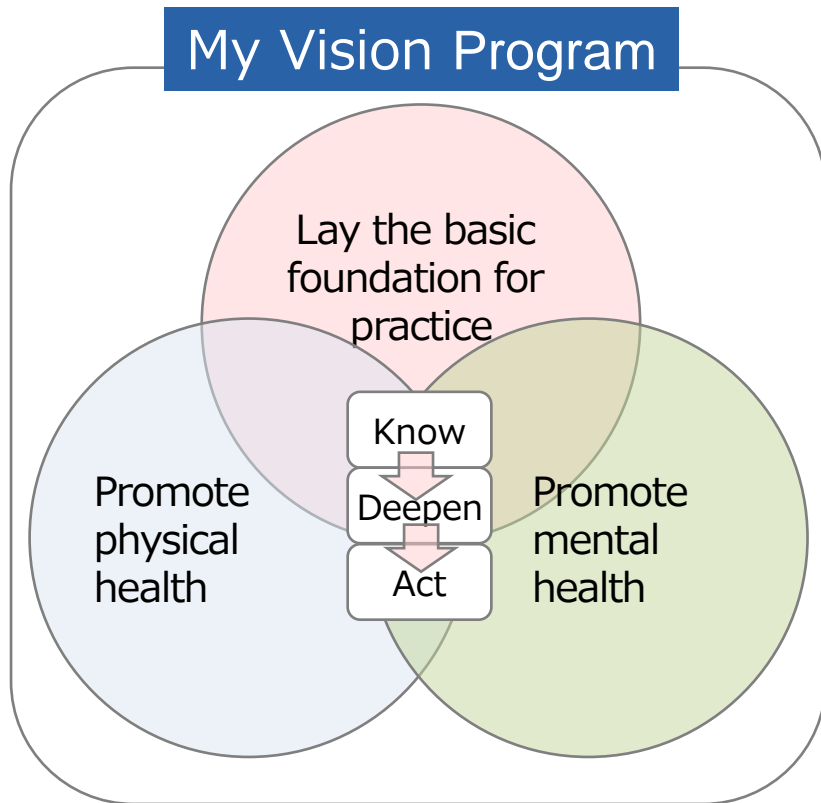 My Vision Program
Lay the basic
foundation for
practice
Know
Deepen
Act
Promote
physical
health
Promote
mental
health